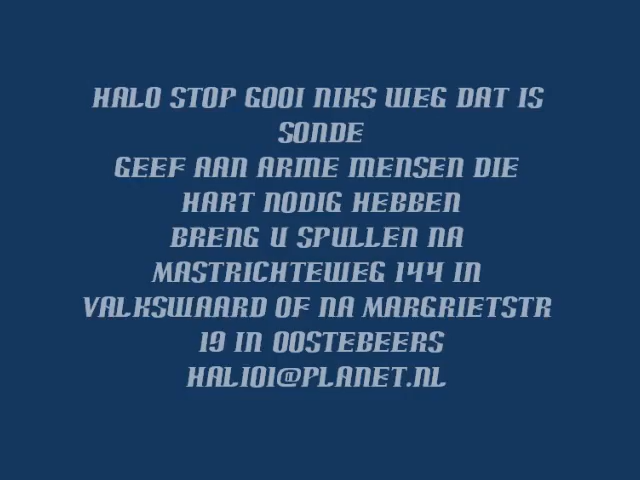 HALO STOP GOOI NIKS WEG DAT IS
SONDE
GEEF AAN ARME MENSEN DIE
HART NODIG HEBBEN
BRENG U SPULLEN NA
MASTRICHTEWEG 144 IN
VALKSWAARD OF NA MARGRIETSTR
19 IN OOSTEBEERS
HALI01@PLANET.NL